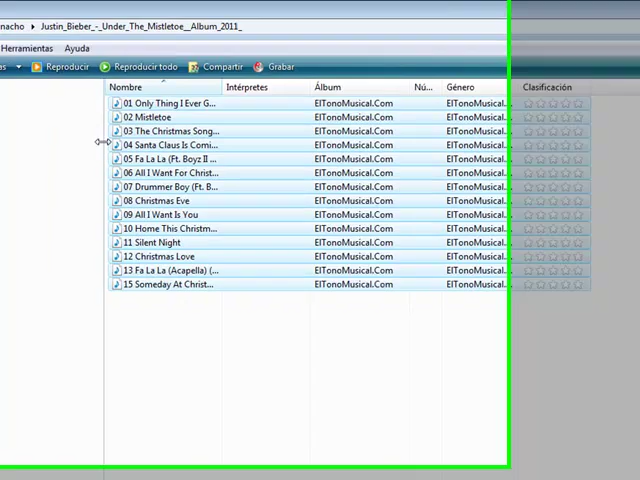 nacho ▸ Justin_Bieber_-_Under_The_Mistletoe__Album_2011_
Herramientas Ayuda
as Reproducir Reproducir todo Compartir Grabar
Nombre Intérpretes Álbum Nú... Género Clasificación
01 Only Thing I Ever G... ElTonoMusical.Com ElTonoMusical....
02 Mistletoe ElTonoMusical.Com ElTonoMusical....
03 The Christmas Song... ElTonoMusical.Com ElTonoMusical....
04 Santa Claus Is Comi... ElTonoMusical.Com ElTonoMusical....
05 Fa La La (Ft. Boyz II ... ElTonoMusical.Com ElTonoMusical....
06 All I Want For Christ... ElTonoMusical.Com ElTonoMusical....
07 Drummer Boy (Ft. B... ElTonoMusical.Com ElTonoMusical....
08 Christmas Eve ElTonoMusical.Com ElTonoMusical....
09 All I Want Is You ElTonoMusical.Com ElTonoMusical....
10 Home This Christm... ElTonoMusical.Com ElTonoMusical....
11 Silent Night ElTonoMusical.Com ElTonoMusical....
12 Christmas Love ElTonoMusical.Com ElTonoMusical....
13 Fa La La (Acapella) (... ElTonoMusical.Com ElTonoMusical....
15 Someday At Christ... ElTonoMusical.Com ElTonoMusical....